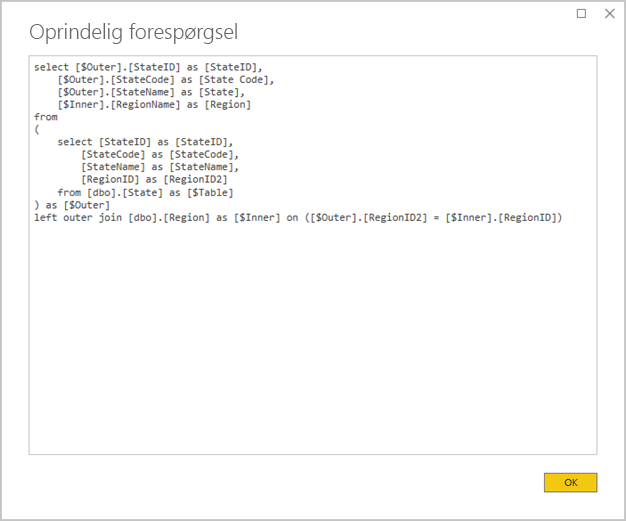 Oprindelig forespørgsel
select [$Outer].[StateID] as [StateID],
    [$Outer].[StateCode] as [State Code],
    [$Outer].[StateName] as [State],
    [$Inner].[RegionName] as [Region]
from
(
    select [StateID] as [StateID],
        [StateCode] as [StateCode],
        [StateName] as [StateName],
        [RegionID] as [RegionID2]
    from [dbo].[State] as [$Table]
) as [$Outer]
left outer join [dbo].[Region] as [$Inner] on ([$Outer].[RegionID2] = [$Inner].[RegionID])
OK